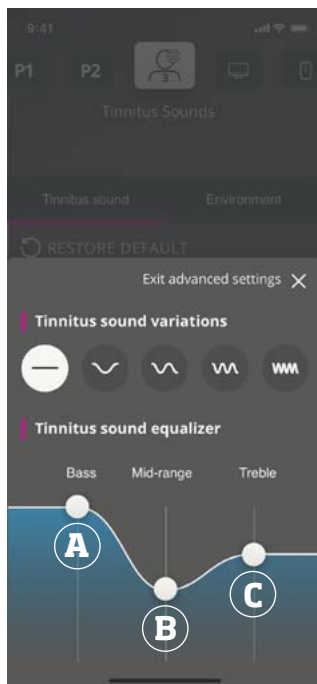 9:41
P1 P2 3
Tinnitus Sounds
Tinnitus sound Environment
RESTORE DEFAULT
Exit advanced settings
Tinnitus sound variations
Tinnitus sound equalizer
Bass Mid-range Treble
A
B
C